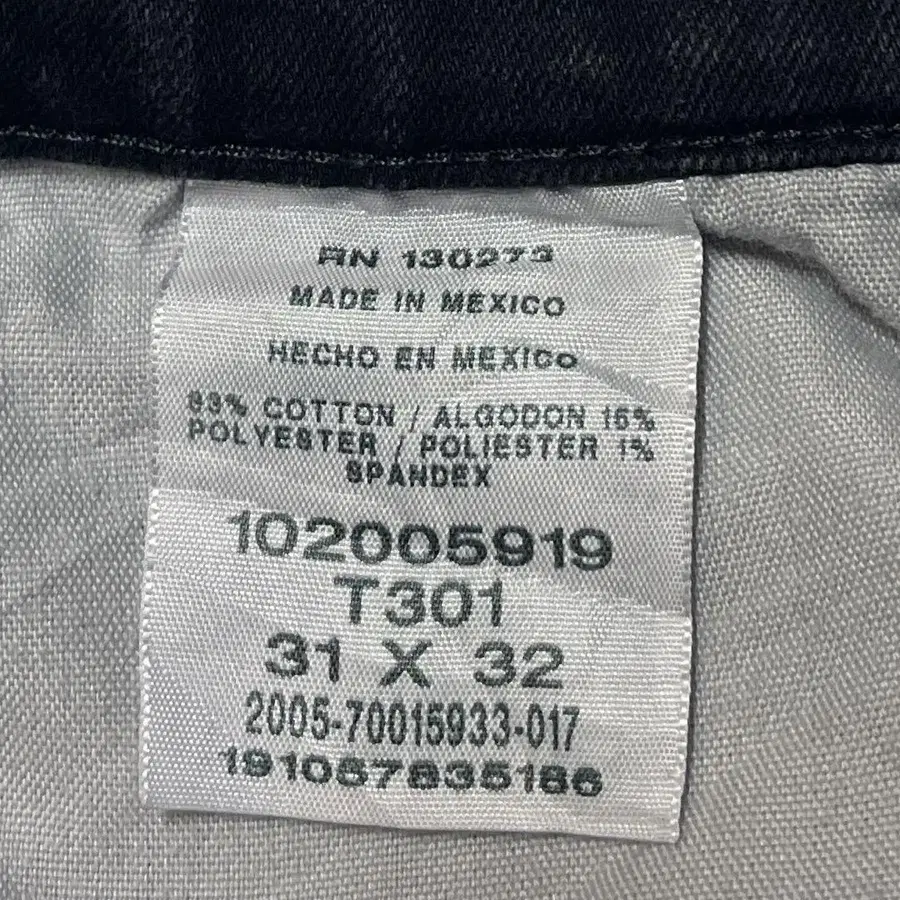 RN 130273
MADE IN MEXICO
HECHO EN MEXICO
83% COTTON / ALGODON 16%
POLYESTER / POLIESTER 1%
SPANDEX
102005919
T301
31 X 32
2005-70015933-017
191057835186